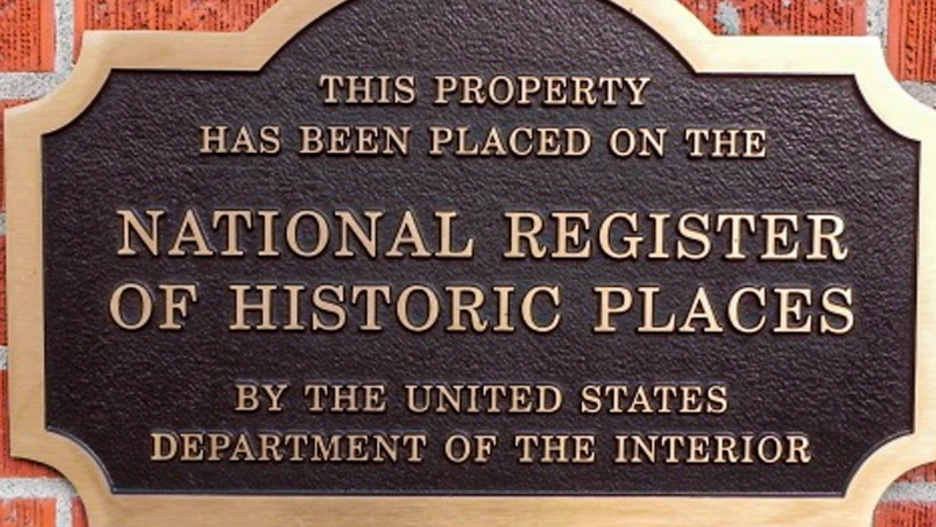 THIS PROPERTY
HAS BEEN PLACED ON THE
NATIONAL REGISTER
OF HISTORIC PLACES
BY THE UNITED STATES
DEPARTMENT OF THE INTERIOR